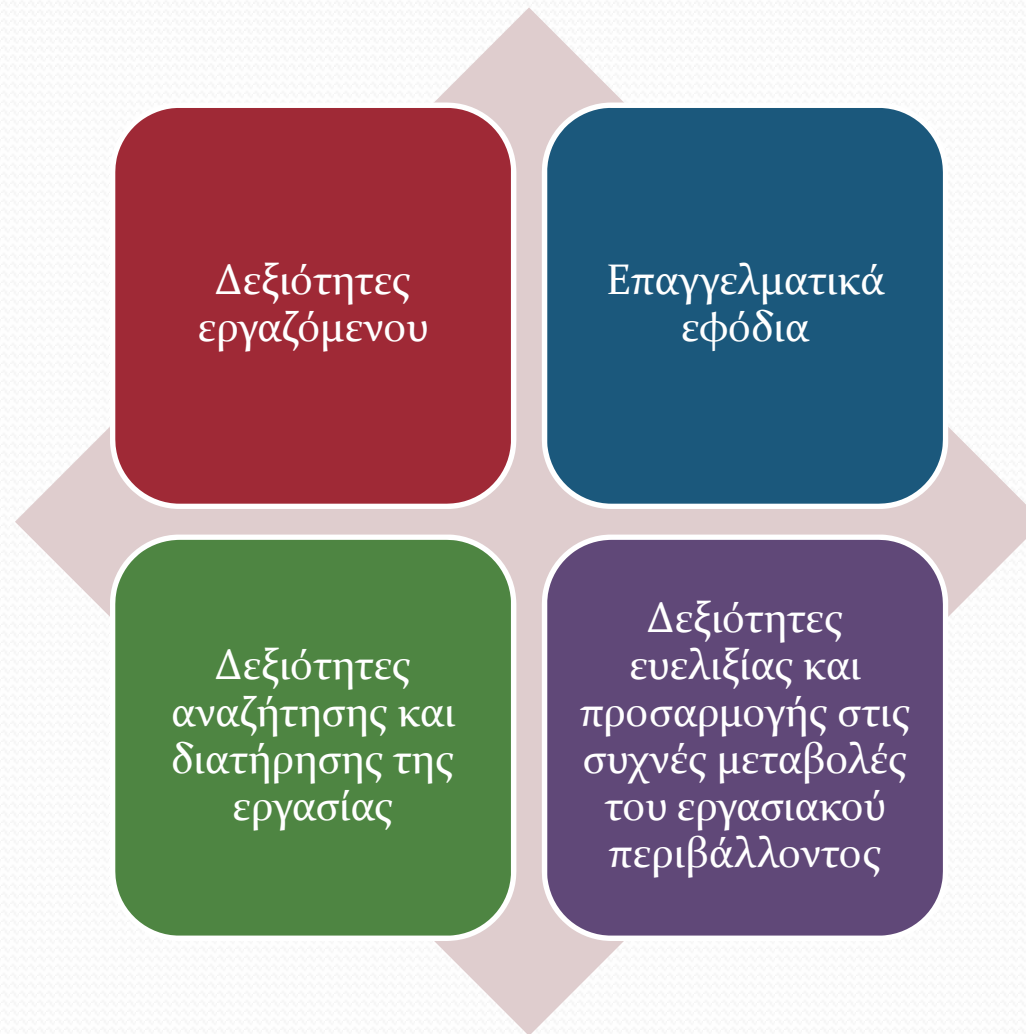 Δεξιότητες
εργαζόμενου
Επαγγελματικά
εφόδια
Δεξιότητες
αναζήτησης και
διατήρησης της
εργασίας
Δεξιότητες
ευελιξίας και
προσαρμογής στις
συχνές μεταβολές
του εργασιακού
περιβάλλοντος